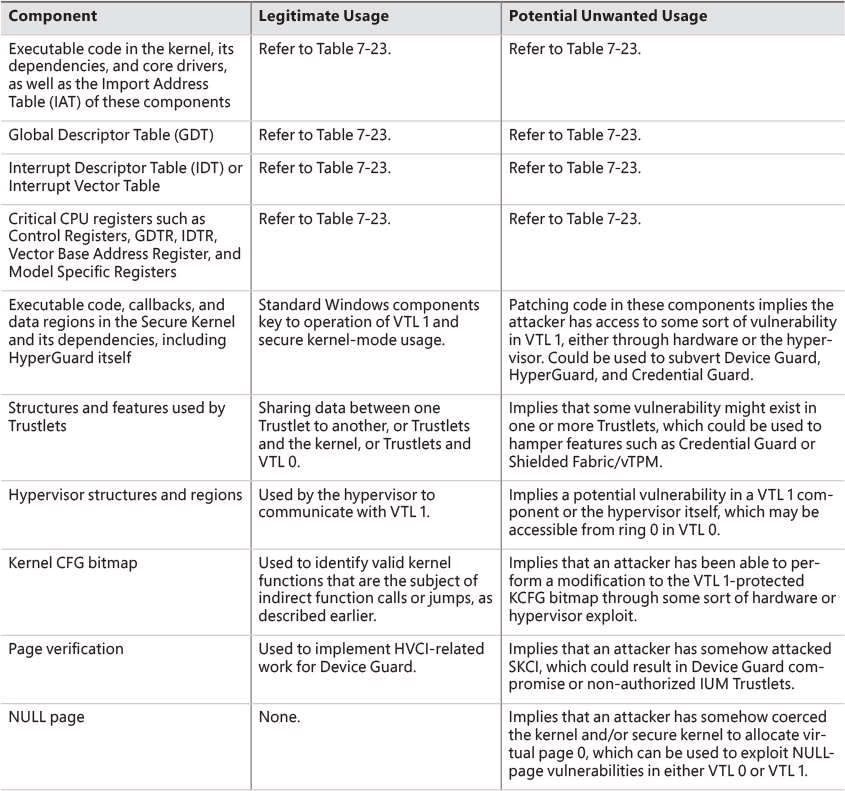 Component Legitimate Usage Potential Unwanted Usage
Executable code in the kernel, its
dependencies, and core drivers,
as well as the Import Address
Table (IAT) of these components
Refer to Table 7-23.
Refer to Table 7-23.
Global Descriptor Table (GDT)
Refer to Table 7-23.
Refer to Table 7-23.
Interrupt Descriptor Table (IDT) or
Interrupt Vector Table
Refer to Table 7-23.
Refer to Table 7-23.
Critical CPU registers such as
Control Registers, GDTR, IDTR,
Vector Base Address Register, and
Model Specific Registers
Refer to Table 7-23.
Refer to Table 7-23.
Executable code, callbacks, and
data regions in the Secure Kernel
and its dependencies, including
HyperGuard itself
Standard Windows components
key to operation of VTL 1 and
secure kernel-mode usage.
Patching code in these components implies the
attacker has access to some sort of vulnerability
in VTL 1, either through hardware or the hyper-
visor. Could be used to subvert Device Guard,
HyperGuard, and Credential Guard.
Structures and features used by
Trustlets
Sharing data between one
Trustlet to another, or Trustlets
and the kernel, or Trustlets and
VTL 0.
Implies that some vulnerability might exist in
one or more Trustlets, which could be used to
hamper features such as Credential Guard or
Shielded Fabric/vTPM.
Hypervisor structures and regions
Used by the hypervisor to
communicate with VTL 1.
Implies a potential vulnerability in a VTL 1 com-
ponent or the hypervisor itself, which may be
accessible from ring 0 in VTL 0.
Kernel CFG bitmap
Used to identify valid kernel
functions that are the subject of
indirect function calls or jumps, as
described earlier.
Implies that an attacker has been able to per-
form a modification to the VTL 1-protected
KCFG bitmap through some sort of hardware or
hypervisor exploit.
Page verification
Used to implement HVCI-related
work for Device Guard.
Implies that an attacker has somehow attacked
SKCI, which could result in Device Guard com-
promise or non-authorized IUM Trustlets.
NULL page
None.
Implies that an attacker has somehow coerced
the kernel and/or secure kernel to allocate vir-
tual page 0, which can be used to exploit NULL-
page vulnerabilities in either VTL 0 or VTL 1.